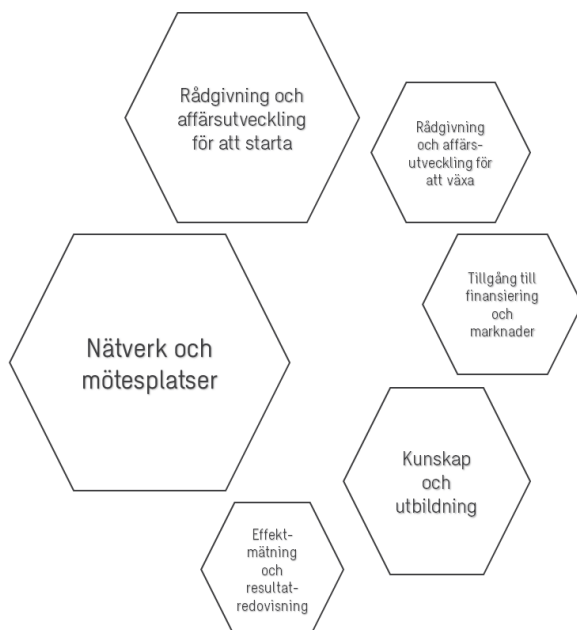 Rådgivning och
affärsutveckling
för att starta
Rådgivning
och affärs-
utveckling för
att växa
Tillgång till
finansiering
och
marknader
Nätverk och
mötesplatser
Kunskap
och
utbildning
Effekt-
mätning
och
resultat-
redovisning